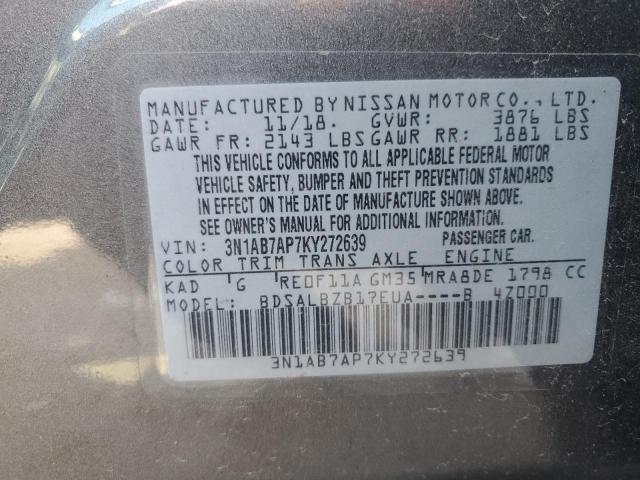 MANUFACTURED BY NISSAN MOTOR CO., LTD.
DATE: 11/18. GVWR: 3876 LBS
GAWR FR: 2143 LBS GAWR RR: 1881 LBS
THIS VEHICLE CONFORMS TO ALL APPLICABLE FEDERAL MOTOR
VEHICLE SAFETY, BUMPER AND THEFT PREVENTION STANDARDS
IN EFFECT ON THE DATE OF MANUFACTURE SHOWN ABOVE.
SEE OWNER'S MANUAL FOR ADDITIONAL INFORMATION.
VIN: 3N1AB7AP7KY272639 PASSENGER CAR.
COLOR TRIM TRANS AXLE ENGINE
KAD G RE0F11A GM35 MRA8DE 1798 CC
MODEL: BDSALBZB17EUA----B 4Z000
3N1AB7AP7KY272639